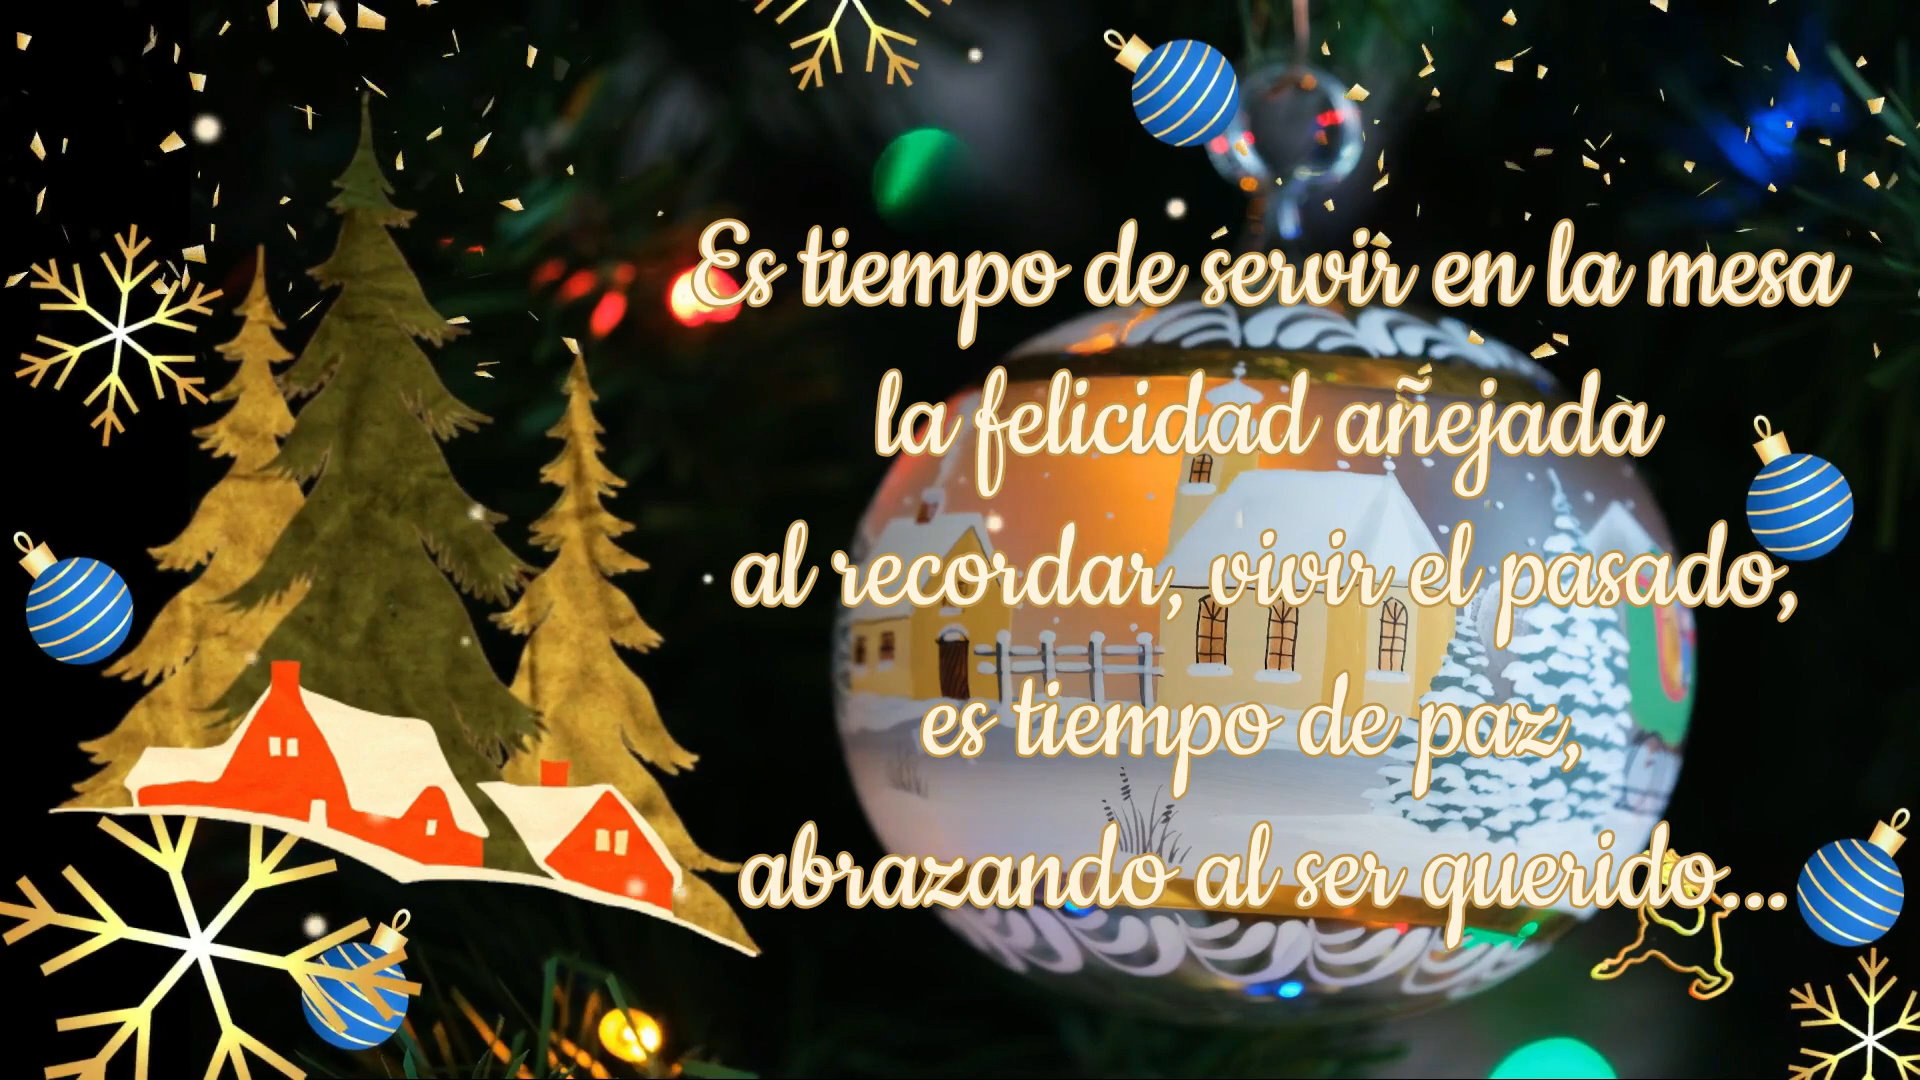 Es tiempo de servir en la mesa
la felicidad añejada
al recordar, vivir el pasado,
es tiempo de paz,
abrazando al ser querido...